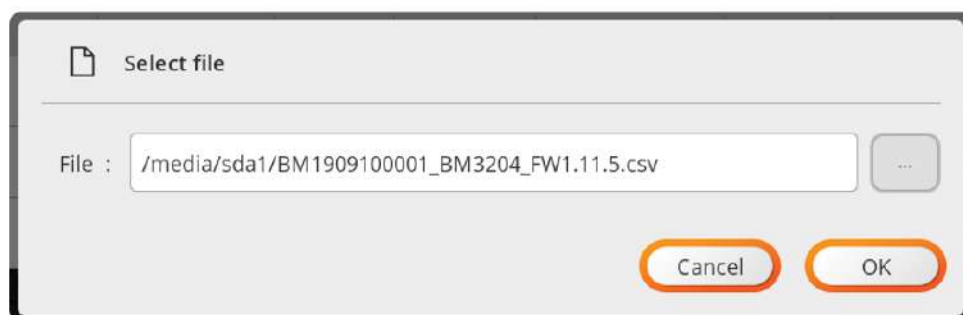 Select file
File : /media/sda1/BM1909100001_BM3204_FW1.11.5.csv ...
Cancel OK